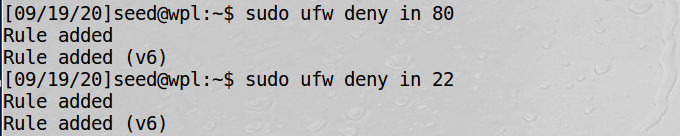 [09/19/20]seed@wpl:~$ sudo ufw deny in 80
Rule added
Rule added (v6)
[09/19/20]seed@wpl:~$ sudo ufw deny in 22
Rule added
Rule added (v6)